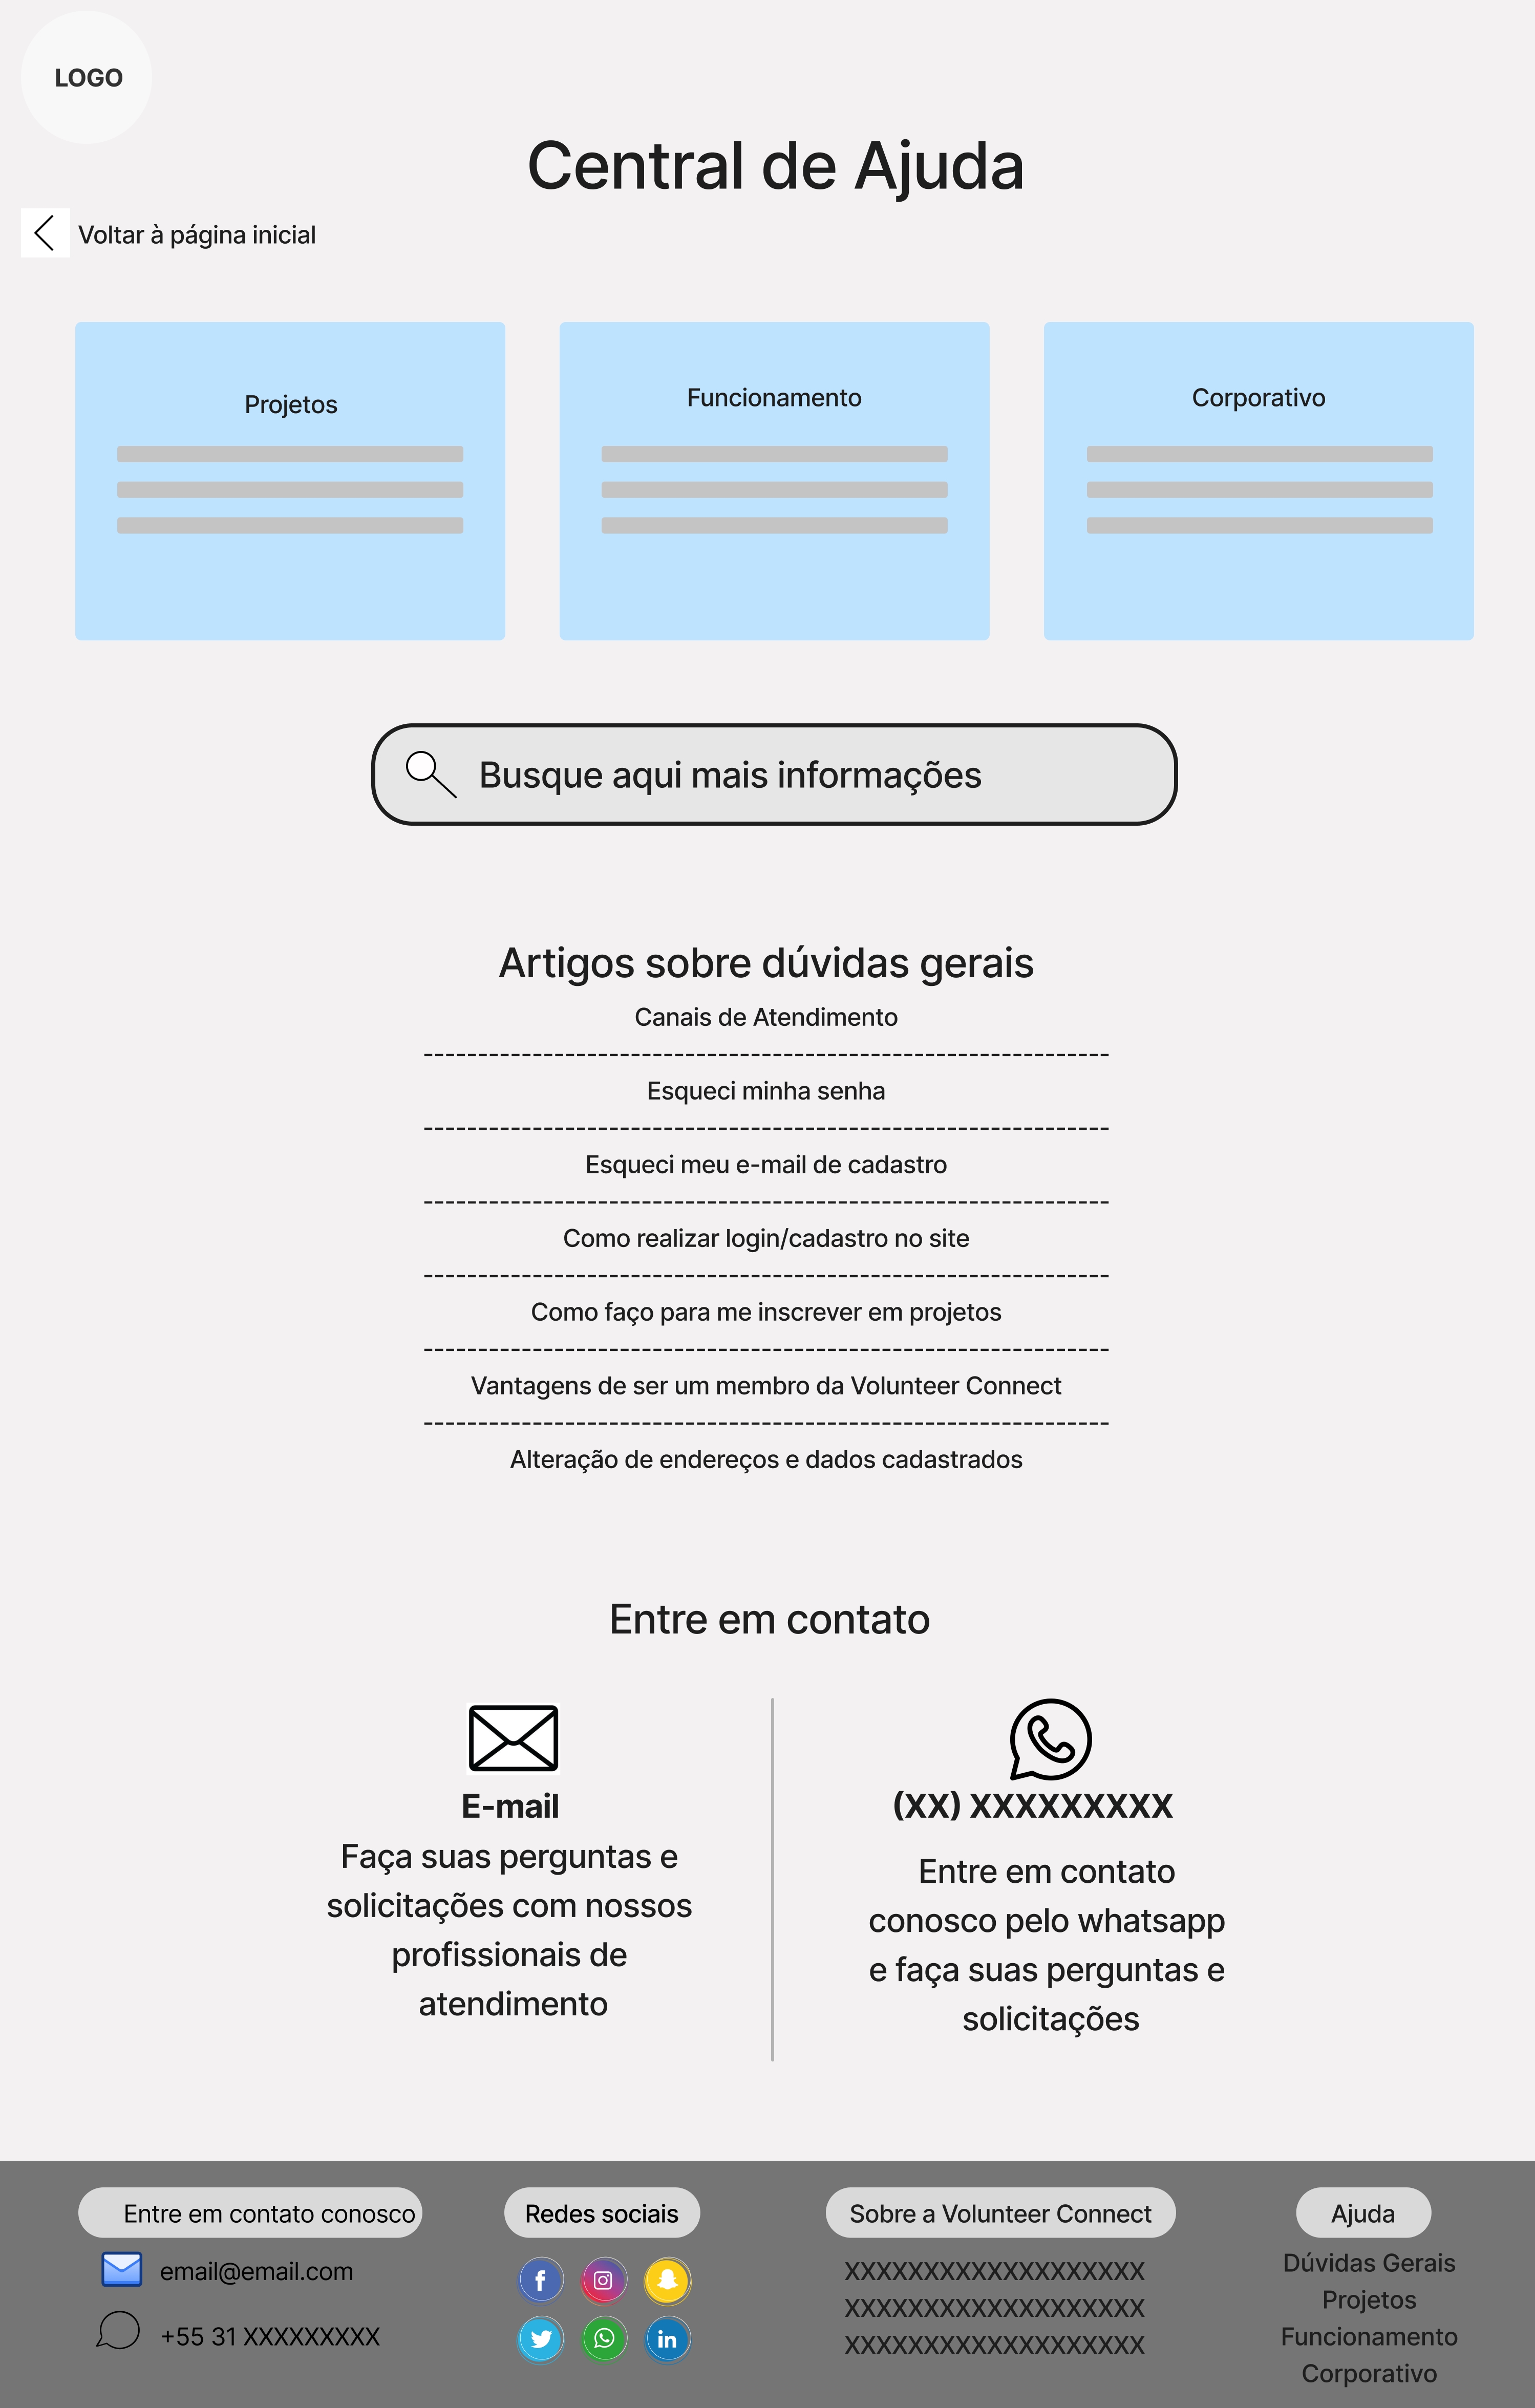 LOGO
Central de Ajuda
Voltar à página inicial
Projetos
Funcionamento
Corporativo
Busque aqui mais informações
Artigos sobre dúvidas gerais
Canais de Atendimento
Esqueci minha senha
Esqueci meu e-mail de cadastro
Como realizar login/cadastro no site
Como faço para me inscrever em projetos
Vantagens de ser um membro da Volunteer Connect
Alteração de endereços e dados cadastrados
Entre em contato
E-mail
Faça suas perguntas e
solicitações com nossos
profissionais de
atendimento
(XX) XXXXXXXXX
Entre em contato
conosco pelo whatsapp
e faça suas perguntas e
solicitações
Entre em contato conosco
email@email.com
+55 31 XXXXXXXXX
Redes sociais
Sobre a Volunteer Connect
XXXXXXXXXXXXXXXXXXX
XXXXXXXXXXXXXXXXXXX
XXXXXXXXXXXXXXXXXXX
Ajuda
Dúvidas Gerais
Projetos
Funcionamento
Corporativo